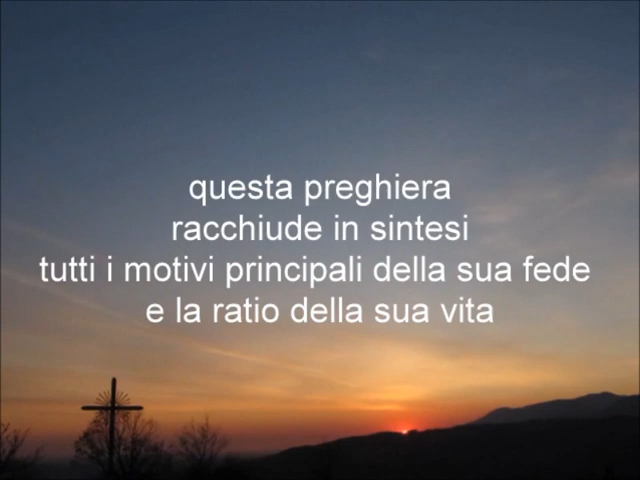 questa preghiera
racchiude in sintesi
tutti i motivi principali della sua fede
e la ratio della sua vita